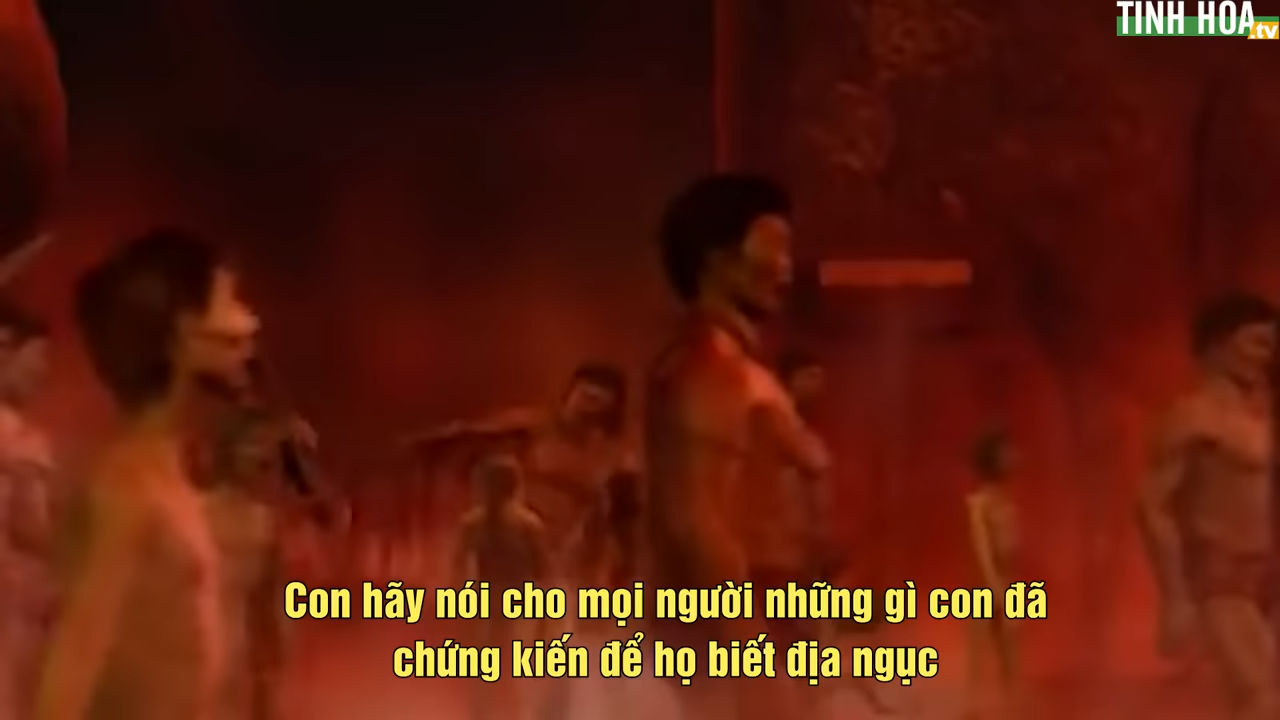 TINH HOA
.tv
Con hãy nói cho mọi người những gì con đã
chứng kiến để họ biết địa ngục